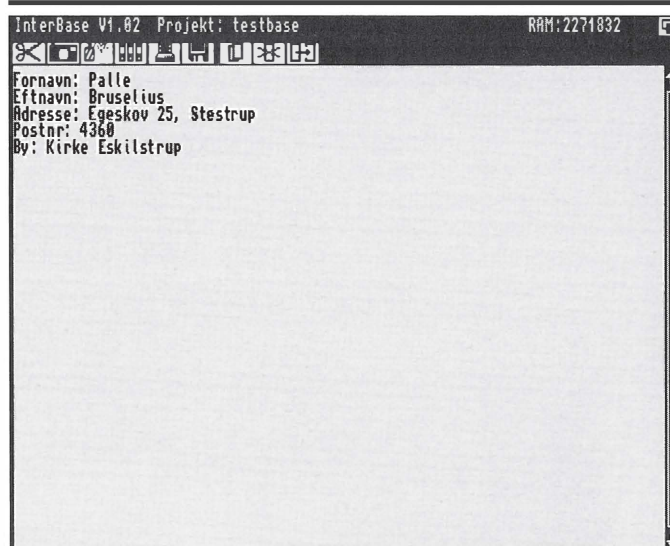 InterBase V1.02 Projekt: testbase RAM:2271832
Fornavn: Palle
Eftnavn: Bruselius
Adresse: Egeskov 25, Stestrup
Postnr: 4360
By: Kirke Eskilstrup